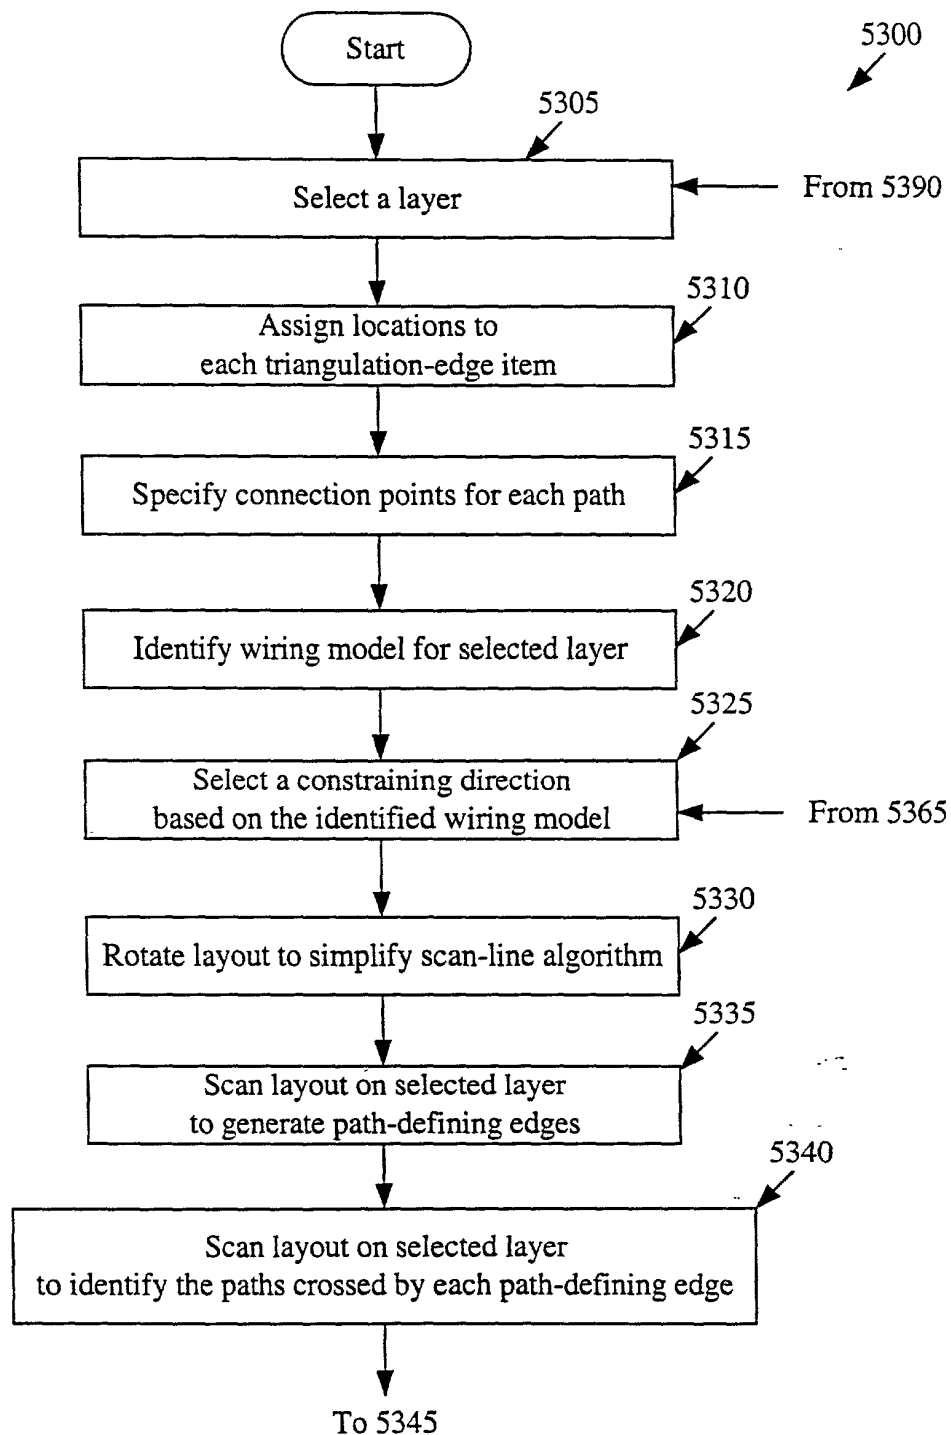 Start
5300
5305
Select a layer
From 5390
5310
Assign locations to
each triangulation-edge item
5315
Specify connection points for each path
5320
Identify wiring model for selected layer
5325
Select a constraining direction
based on the identified wiring model
From 5365
5330
Rotate layout to simplify scan-line algorithm
5335
Scan layout on selected layer
to generate path-defining edges
5340
Scan layout on selected layer
to identify the paths crossed by each path-defining edge
To 5345